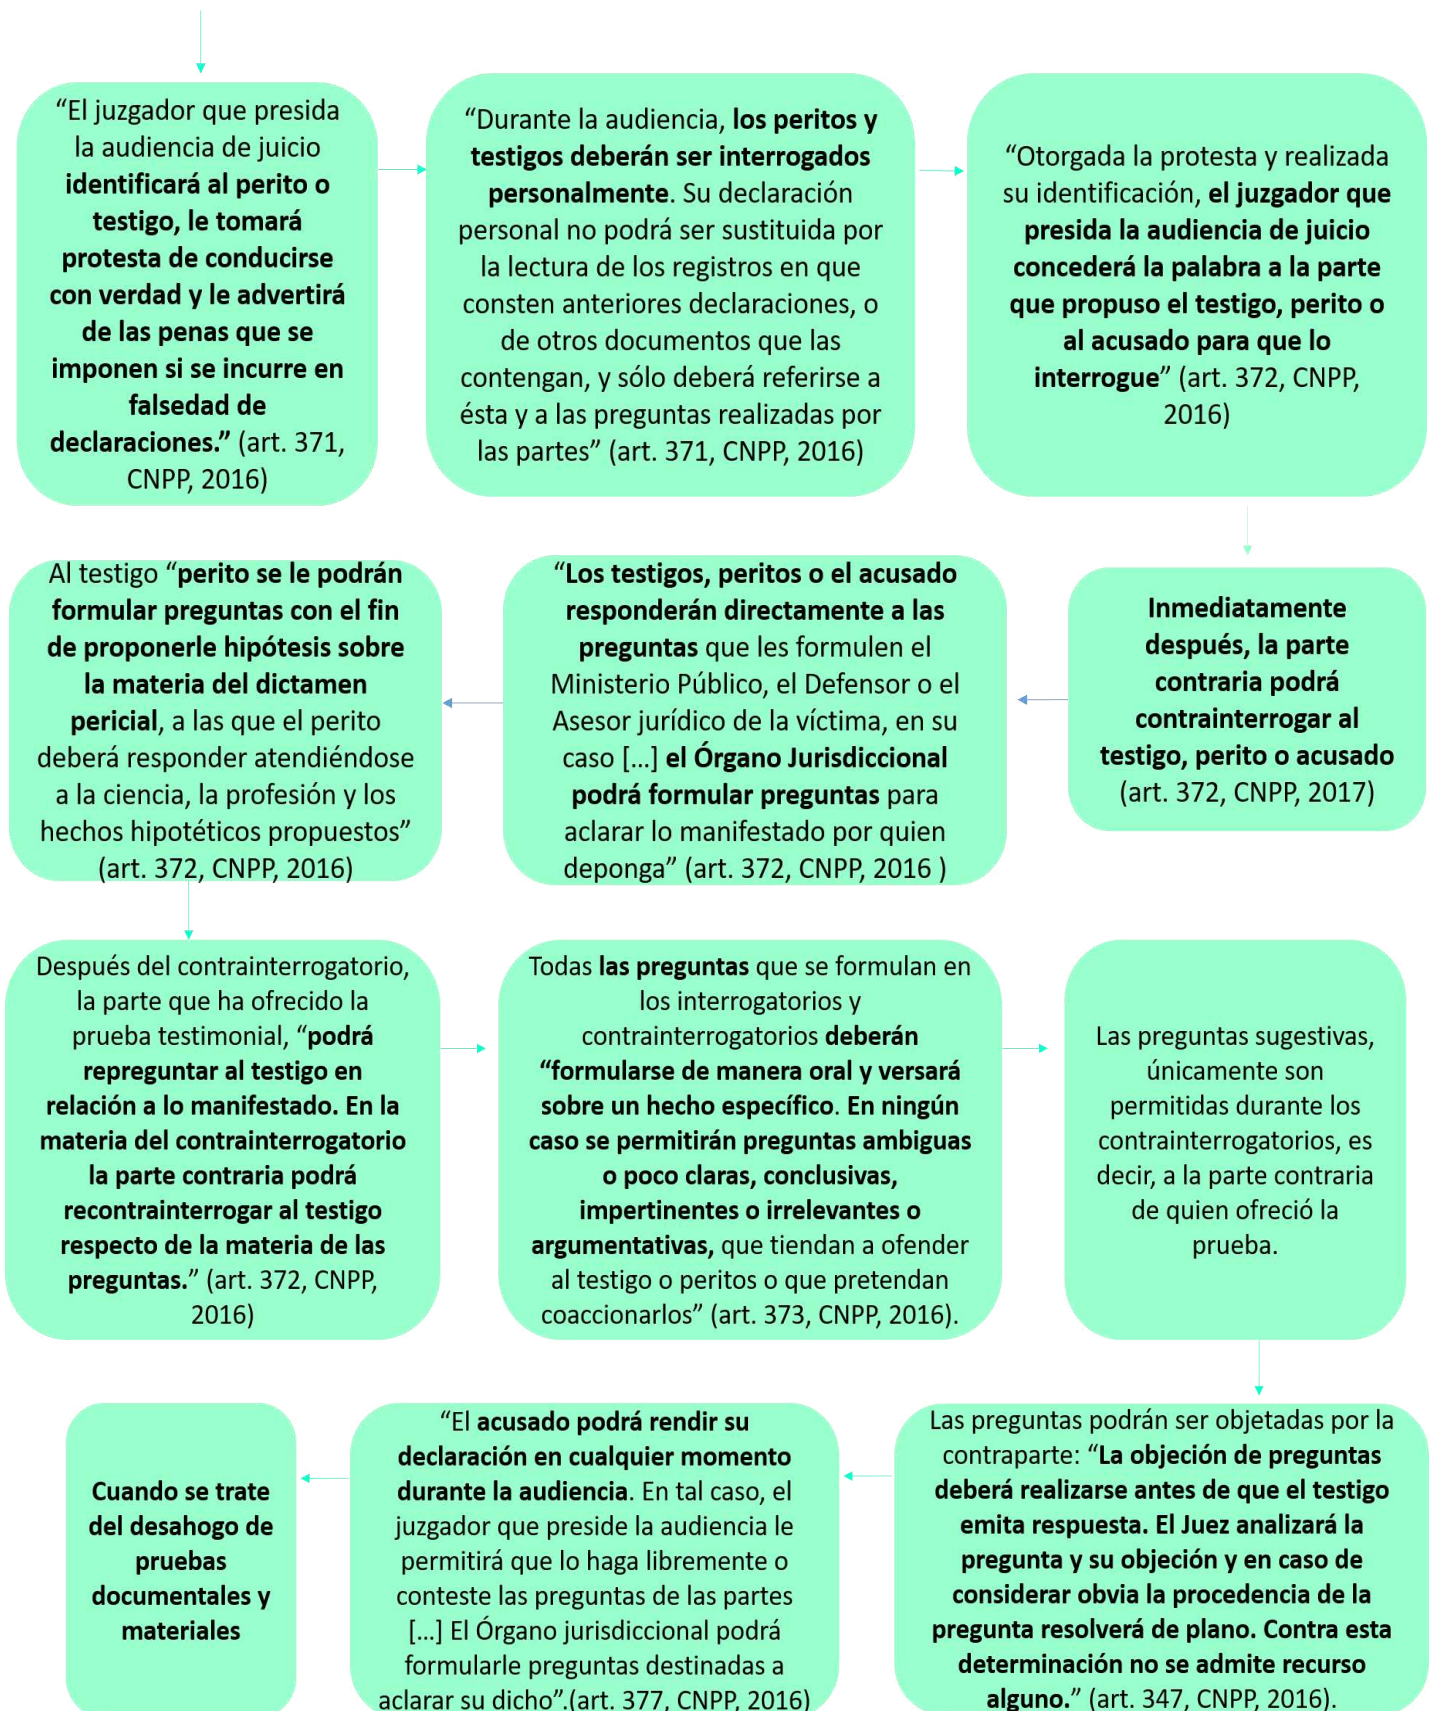 “El juzgador que presida
la audiencia de juicio
identificará al perito o
testigo, le tomará
protesta de conducirse
con verdad y le advertirá
de las penas que se
imponen si se incurre en
falsedad de
declaraciones.” (art. 371,
CNPP, 2016)
“Durante la audiencia, los peritos y
testigos deberán ser interrogados
personalmente. Su declaración
personal no podrá ser sustituida por
la lectura de los registros en que
consten anteriores declaraciones, o
de otros documentos que las
contengan, y sólo deberá referirse a
ésta y a las preguntas realizadas por
las partes” (art. 371, CNPP, 2016)
“Otorgada la protesta y realizada
su identificación, el juzgador que
presida la audiencia de juicio
concederá la palabra a la parte
que propuso el testigo, perito o
al acusado para que lo
interrogue” (art. 372, CNPP,
2016)
Inmediatamente
después, la parte
contraria podrá
contrainterrogar al
testigo, perito o acusado
(art. 372, CNPP, 2017)
“Los testigos, peritos o el acusado
responderán directamente a las
preguntas que les formulen el
Ministerio Público, el Defensor o el
Asesor jurídico de la víctima, en su
caso […] el Órgano Jurisdiccional
podrá formular preguntas para
aclarar lo manifestado por quien
deponga” (art. 372, CNPP, 2016 )
Al testigo “perito se le podrán
formular preguntas con el fin
de proponerle hipótesis sobre
la materia del dictamen
pericial, a las que el perito
deberá responder atendiéndose
a la ciencia, la profesión y los
hechos hipotéticos propuestos”
(art. 372, CNPP, 2016)
Después del contrainterrogatorio,
la parte que ha ofrecido la
prueba testimonial, “podrá
repreguntar al testigo en
relación a lo manifestado. En la
materia del contrainterrogatorio
la parte contraria podrá
recontrainterrogar al testigo
respecto de la materia de las
preguntas.” (art. 372, CNPP,
2016)
Todas las preguntas que se formulan en
los interrogatorios y
contrainterrogatorios deberán
“formularse de manera oral y versará
sobre un hecho específico. En ningún
caso se permitirán preguntas ambiguas
o poco claras, conclusivas,
impertinentes o irrelevantes o
argumentativas, que tiendan a ofender
al testigo o peritos o que pretendan
coaccionarlos” (art. 373, CNPP, 2016).
Las preguntas sugestivas,
únicamente son
permitidas durante los
contrainterrogatorios, es
decir, a la parte contraria
de quien ofreció la
prueba.
Las preguntas podrán ser objetadas por la
contraparte: “La objeción de preguntas
deberá realizarse antes de que el testigo
emita respuesta. El Juez analizará la
pregunta y su objeción y en caso de
considerar obvia la procedencia de la
pregunta resolverá de plano. Contra esta
determinación no se admite recurso
alguno.” (art. 347, CNPP, 2016).
“El acusado podrá rendir su
declaración en cualquier momento
durante la audiencia. En tal caso, el
juzgador que preside la audiencia le
permitirá que lo haga libremente o
conteste las preguntas de las partes
[…] El Órgano jurisdiccional podrá
formularle preguntas destinadas a
aclarar su dicho”.(art. 377, CNPP, 2016)
Cuando se trate
del desahogo de
pruebas
documentales y
materiales